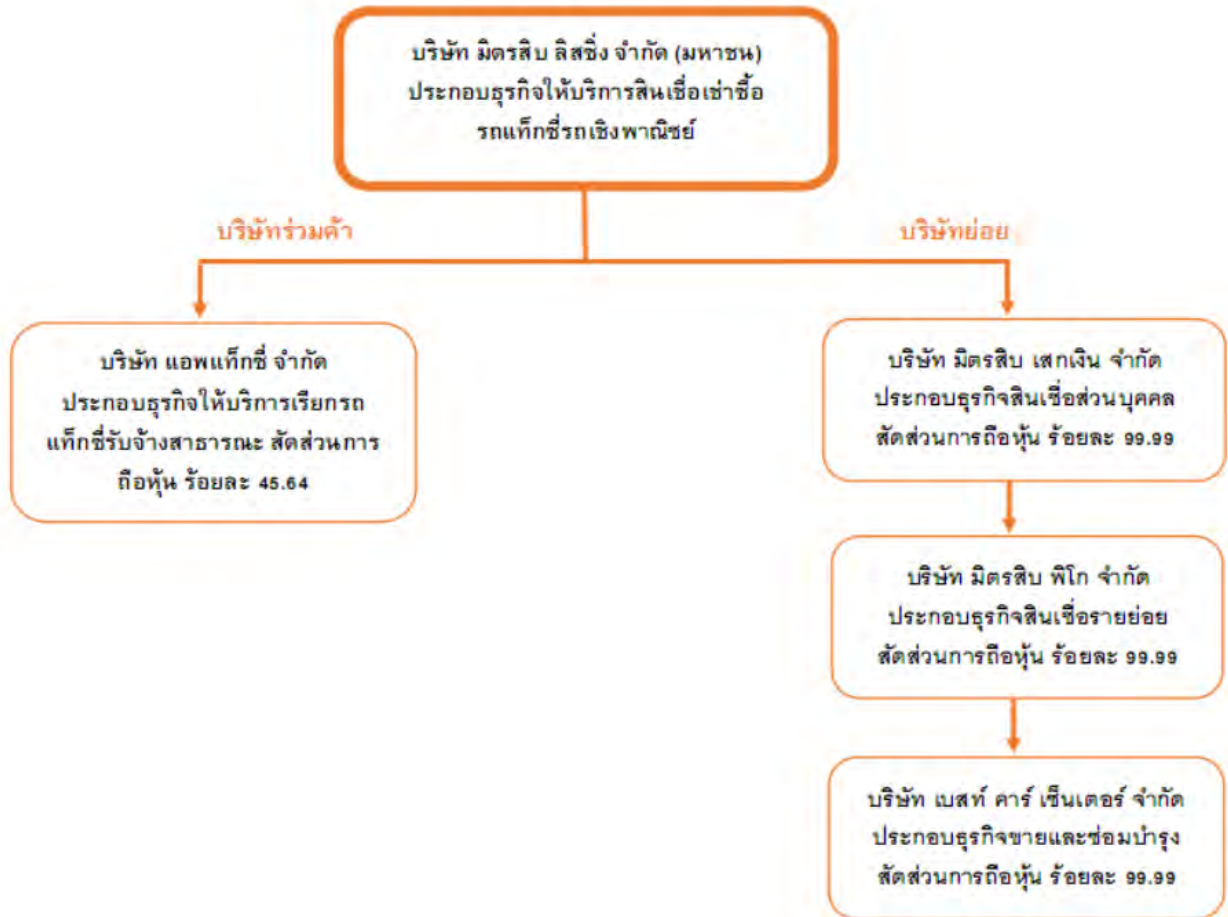 บริษัท มิตรสิบ ลิสซิ่ง จำกัด (มหาชน)
ประกอบธุรกิจให้บริการสินเชื่อเช่าซื้อ
รถแท็กซี่รถเชิงพาณิชย์
บริษัทร่วมค้า
บริษัทย่อย
บริษัท แอพแท็กซี่ จำกัด
ประกอบธุรกิจให้บริการเรียกรถ
แท็กซี่รับจ้างสาธารณะ สัดส่วนการ
ถือหุ้น ร้อยละ 45.64
บริษัท มิตรสิบ เสกเงิน จำกัด
ประกอบธุรกิจสินเชื่อส่วนบุคคล
สัดส่วนการถือหุ้น ร้อยละ 99.99
บริษัท มิตรสิบ พิโก จำกัด
ประกอบธุรกิจสินเชื่อรายย่อย
สัดส่วนการถือหุ้น ร้อยละ 99.99
บริษัท เบสท์ คาร์ เซ็นเตอร์ จำกัด
ประกอบธุรกิจขายและซ่อมบำรุง
สัดส่วนการถือหุ้น ร้อยละ 99.99